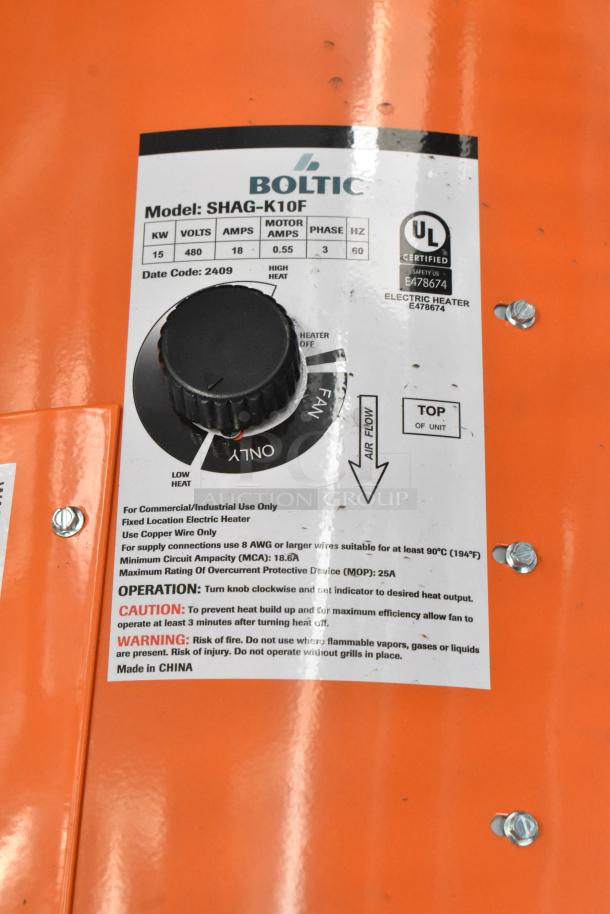 BOLTIC
Model: SHAG-K10F
KW VOLTS AMPS MOTOR AMPS PHASE HZ
15 480 18 0.55 3 60
Date Code: 2409
UL
CERTIFIED
SAFETY US
E478674
ELECTRIC HEATER
E478674
HIGH
HEAT
HEATER
OFF
FAN
ONLY
LOW
HEAT
AIR FLOW
TOP
OF UNIT
PCI
AUCTION GROUP
For Commercial/Industrial Use Only
Fixed Location Electric Heater
Use Copper Wire Only
For supply connections use 8 AWG or larger wires suitable for at least 90°C (194°F)
Minimum Circuit Ampacity (MCA): 18.6A
Maximum Rating Of Overcurrent Protective Device (MOP): 25A
OPERATION: Turn knob clockwise and set indicator to desired heat output.
CAUTION: To prevent heat build up and for maximum efficiency allow fan to
operate at least 3 minutes after turning heat off.
WARNING: Risk of fire. Do not use where flammable vapors, gases or liquids
are present. Risk of injury. Do not operate without grills in place.
Made in CHINA